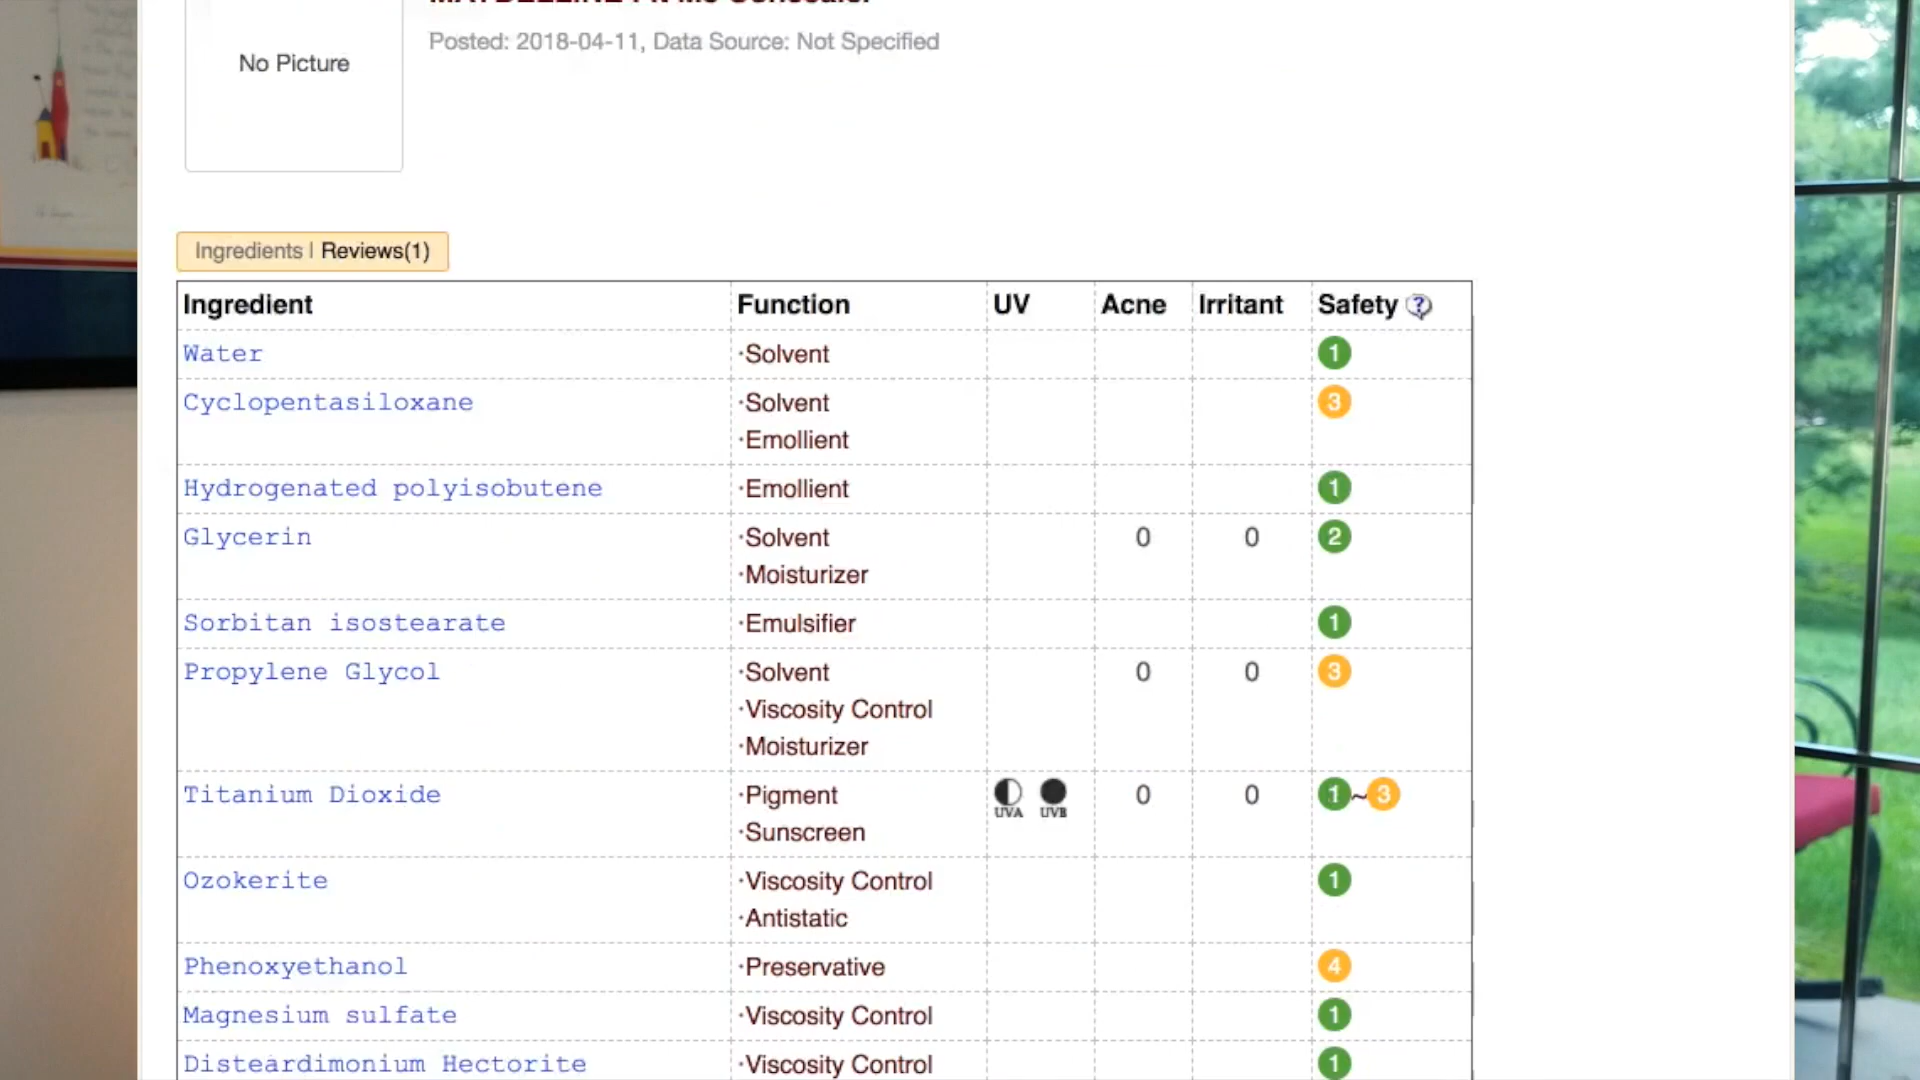 Posted: 2018-04-11, Data Source: Not Specified
No Picture
Ingredients | Reviews(1)
Ingredient Function UV Acne Irritant Safety ?
Water ·Solvent 1
Cyclopentasiloxane ·Solvent 3
·Emollient
Hydrogenated polyisobutene ·Emollient 1
Glycerin ·Solvent 0 0 2
·Moisturizer
Sorbitan isostearate ·Emulsifier 1
Propylene Glycol ·Solvent 0 0 3
·Viscosity Control
·Moisturizer
Titanium Dioxide ·Pigment UVA UVB 0 0 1~3
·Sunscreen
Ozokerite ·Viscosity Control 1
·Antistatic
Phenoxyethanol ·Preservative 4
Magnesium sulfate ·Viscosity Control 1
Disteardimonium Hectorite ·Viscosity Control 1